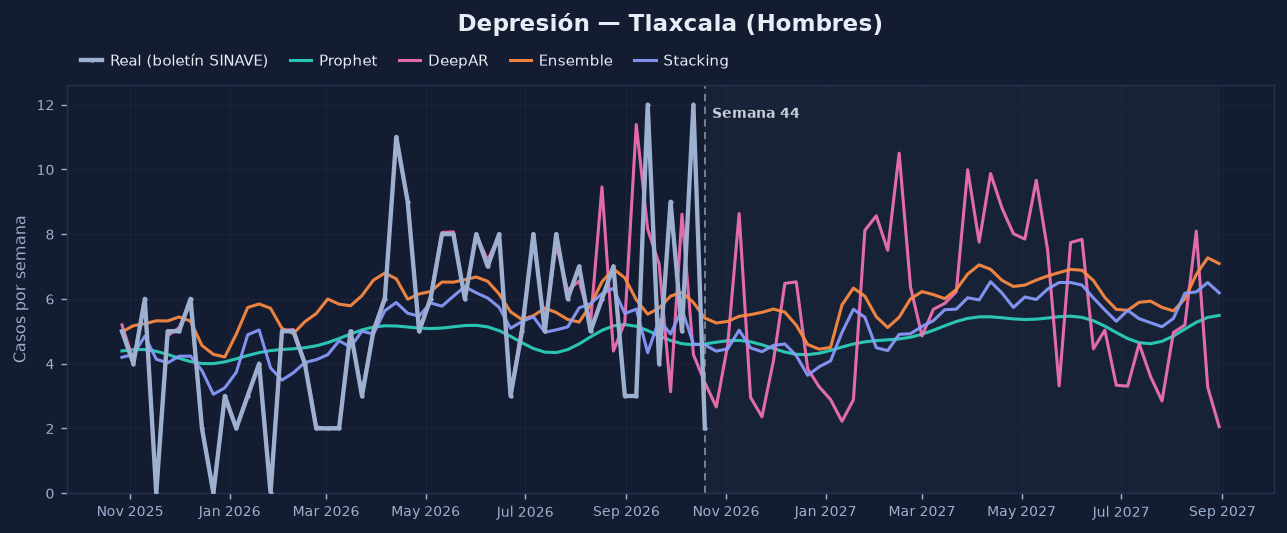 Depresión — Tlaxcala (Hombres)
Real (boletín SINAVE) Prophet DeepAR Ensemble Stacking
Casos por semana
12
10
8
6
4
2
0
Semana 44
Nov 2025 Jan 2026 Mar 2026 May 2026 Jul 2026 Sep 2026 Nov 2026 Jan 2027 Mar 2027 May 2027 Jul 2027 Sep 2027